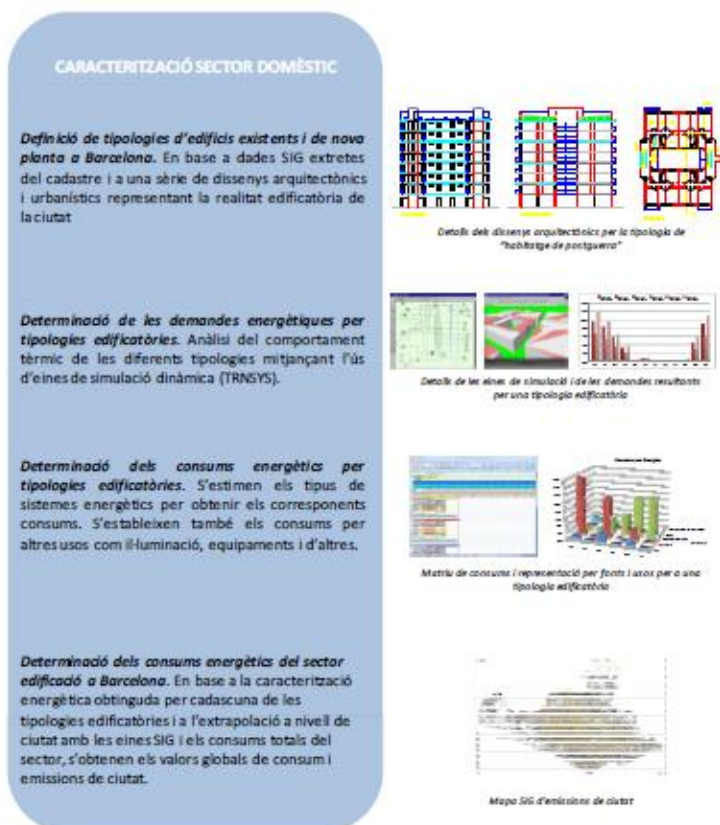 CARACTERITZACIÓ SECTOR DOMÈSTIC
Definició de tipologies d'edificis existents i de nova
planta a Barcelona. En base a dades SIG extretes
del cadastre i a una sèrie de dissenys arquitectònics
i urbanístics representant la realitat edificatòria de
la ciutat
Detalls dels dissenys arquitectònics per la tipologia de
"habitatge de postguerra"
Determinació de les demandes energètiques per
tipologies edificatòries. Anàlisi del comportament
tèrmic de les diferents tipologies mitjançant l'ús
d'eines de simulació dinàmica (TRNSYS).
Detalls de les eines de simulació i de les demandes resultants
per una tipologia edificatòria
Determinació dels consums energètics per
tipologies edificatòries. S'estimen els tipus de
sistemes energètics per obtenir els corresponents
consums. S'estableixen també els consums per
altres usos com il·luminació, equipaments i d'altres.
Matriu de consums i representació per fonts i usos per a una
tipologia edificatòria
Determinació dels consums energètics del sector
edificació a Barcelona. En base a la caracterització
energètica obtinguda per cadascuna de les
tipologies edificatòries i a l'extrapolació a nivell de
ciutat amb les eines SIG i els consums totals del
sector, s'obtenen els valors globals de consum i
emissions de ciutat.
Mapa SIG d'emissions de ciutat